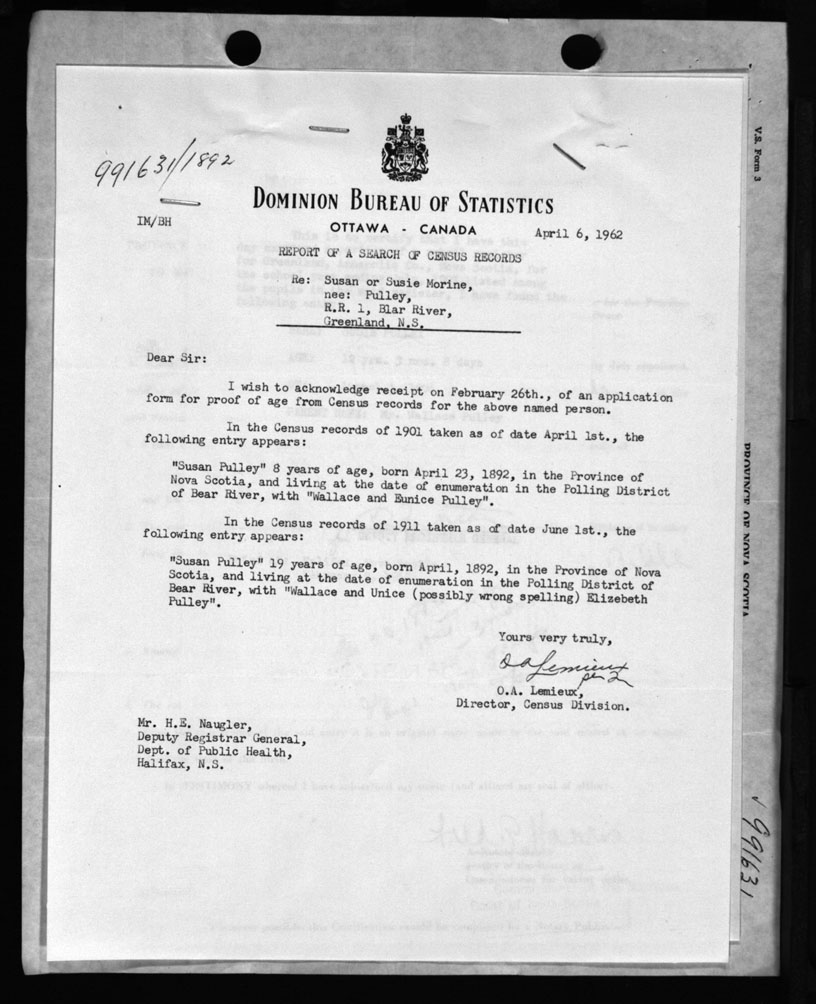 V.S. Form 3
991631/1892
DOMINION BUREAU OF STATISTICS
IM/BH
OTTAWA - CANADA
April 6, 1962
REPORT OF A SEARCH OF CENSUS RECORDS
Re: Susan or Susie Morine,
nee: Pulley,
R.R. 1, Blar River,
Greenland, N.S.
Dear Sir:
I wish to acknowledge receipt on February 26th., of an application
form for proof of age from Census records for the above named person.
In the Census records of 1901 taken as of date April 1st., the
following entry appears:
"Susan Pulley" 8 years of age, born April 23, 1892, in the Province of
Nova Scotia, and living at the date of enumeration in the Polling District
of Bear River, with "Wallace and Eunice Pulley".
In the Census records of 1911 taken as of date June 1st., the
following entry appears:
"Susan Pulley" 19 years of age, born April, 1892, in the Province of Nova
Scotia, and living at the date of enumeration in the Polling District of
Bear River, with "Wallace and Unice (possibly wrong spelling) Elizebeth
Pulley".
Yours very truly,
O A Lemieux
per
O.A. Lemieux,
Director, Census Division.
Mr. H.E. Naugler,
Deputy Registrar General,
Dept. of Public Health,
Halifax, N.S.
PROVINCE OF NOVA SCOTIA
991631